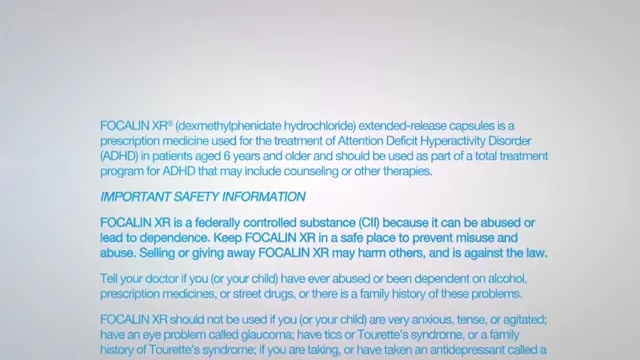 FOCALIN XR® (dexmethylphenidate hydrochloride) extended-release capsules is a
prescription medicine used for the treatment of Attention Deficit Hyperactivity Disorder
(ADHD) in patients aged 6 years and older and should be used as part of a total treatment
program for ADHD that may include counseling or other therapies.
IMPORTANT SAFETY INFORMATION
FOCALIN XR is a federally controlled substance (CII) because it can be abused or
lead to dependence. Keep FOCALIN XR in a safe place to prevent misuse and
abuse. Selling or giving away FOCALIN XR may harm others, and is against the law.
Tell your doctor if you (or your child) have ever abused or been dependent on alcohol,
prescription medicines, or street drugs, or there is a family history of these problems.
FOCALIN XR should not be used if you (or your child) are very anxious, tense, or agitated;
have an eye problem called glaucoma; have tics or Tourette's syndrome, or a family
history of Tourette's syndrome; if you are taking, or have taken an antidepressant called a